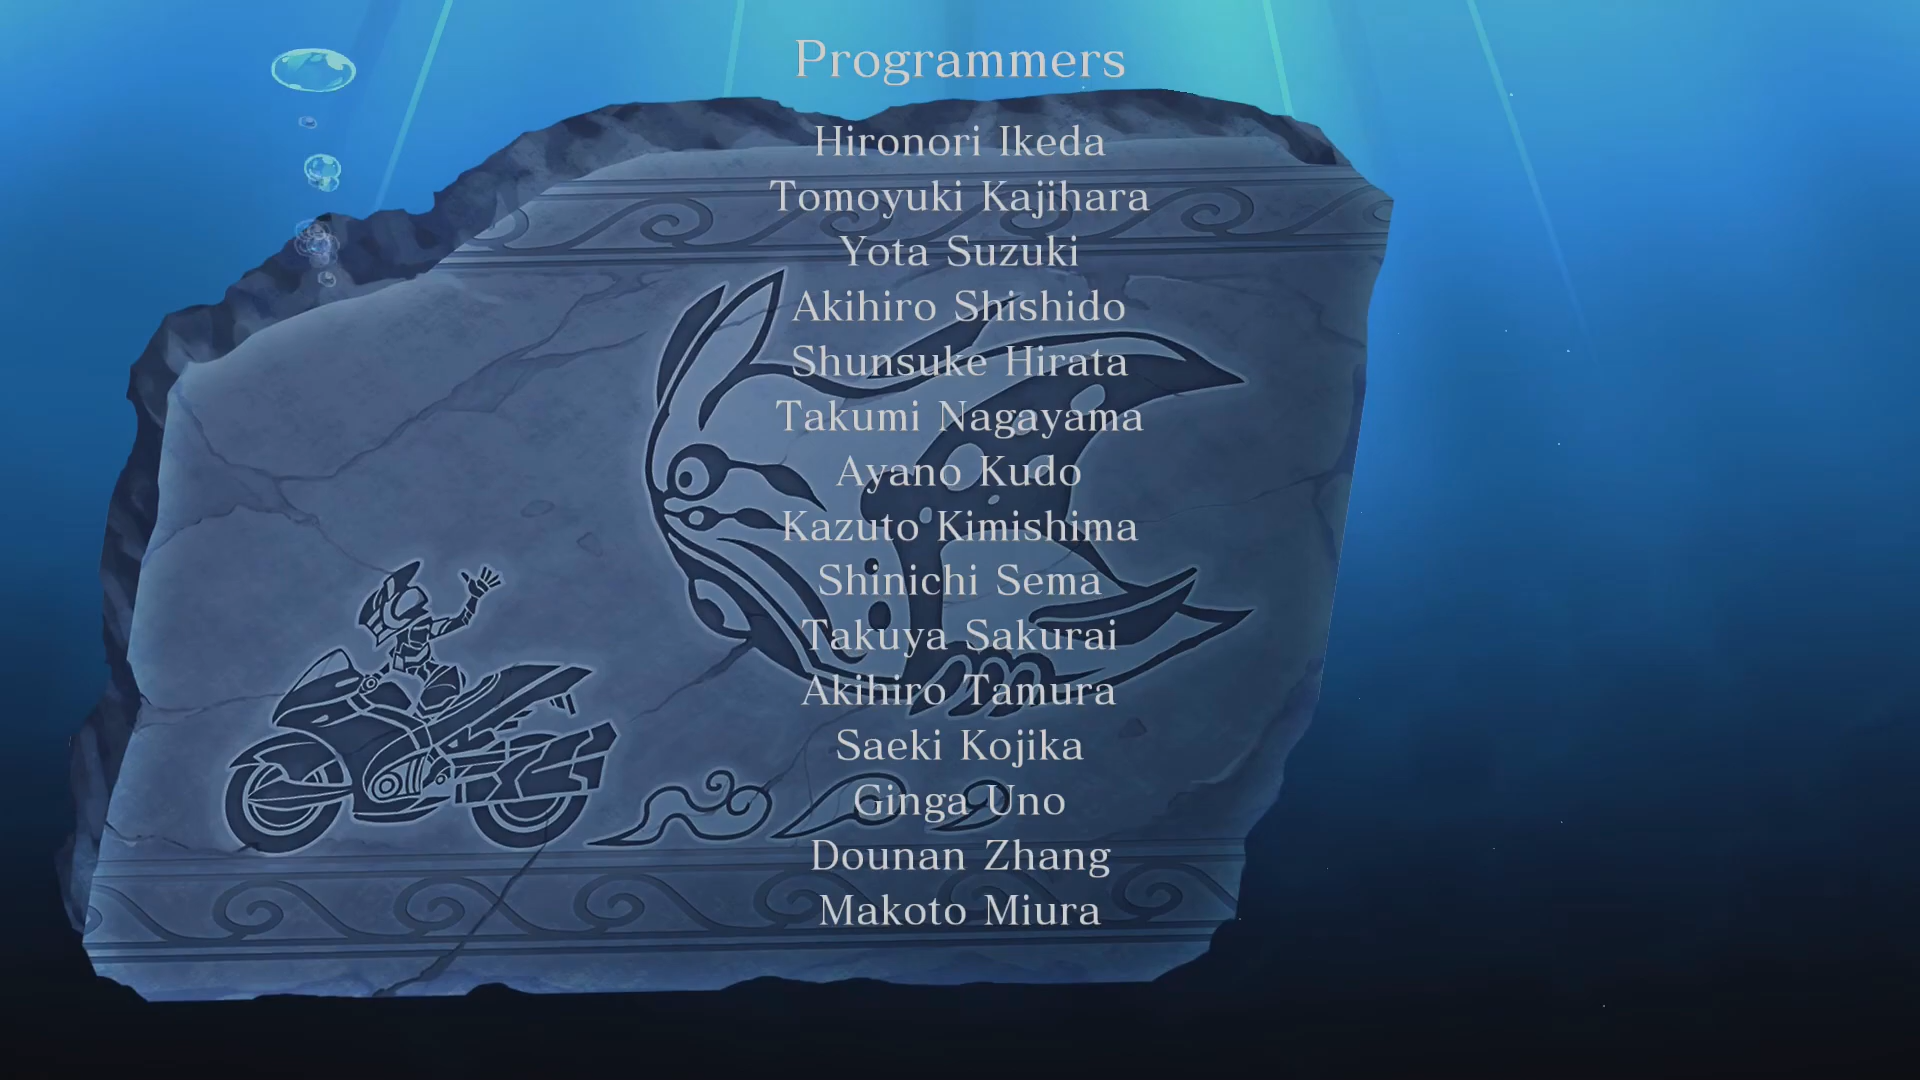 Programmers
Hironori Ikeda
Tomoyuki Kajihara
Yota Suzuki
Akihiro Shishido
Shunsuke Hirata
Takumi Nagayama
Ayano Kudo
Kazuto Kimishima
Shinichi Sema
Takuya Sakurai
Akihiro Tamura
Saeki Kojika
Ginga Uno
Dounan Zhang
Makoto Miura